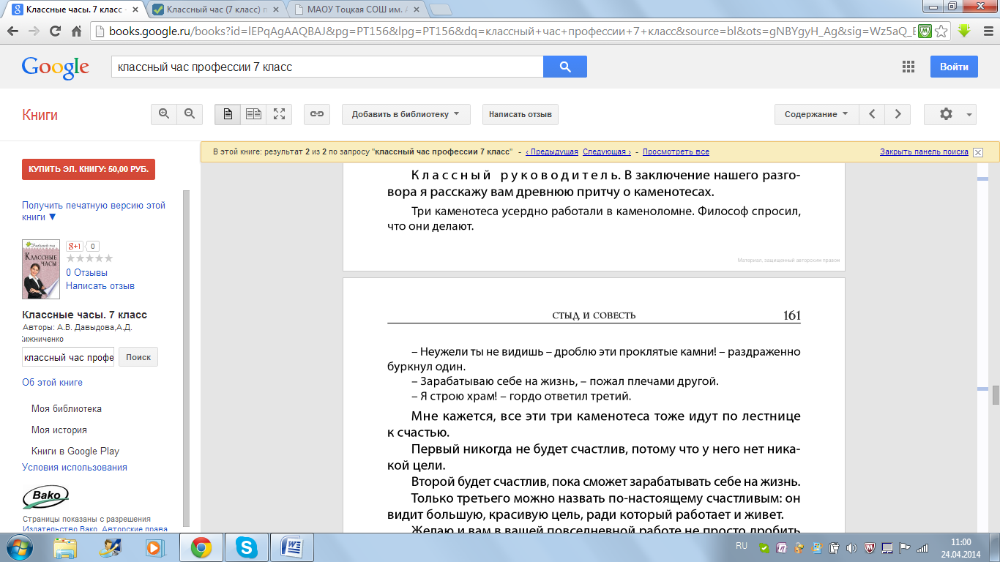 Классные часы. 7 класс -
Классный час (7 класс) п
МАОУ Тоцкая СОШ им. А
books.google.ru/books?id=lEPqAgAAQBAJ&pg=PT156&lpg=PT156&dq=классный+час+профессии+7+класс&source=bl&ots=gNBYgyH_Ag&sig=Wz5aQ_E
Google
классный час профессии 7 класс
Войти
Книги
Добавить в библиотеку
Написать отзыв
Содержание
В этой книге: результат 2 из 2 по запросу "классный час профессии 7 класс" - ‹ Предыдущая Следующая › - Просмотреть все
Закрыть панель поиска
КУПИТЬ ЭЛ. КНИГУ: 50,00 РУБ.
Получить печатную версию этой
книги ▼
КЛАССНЫЕ
ЧАСЫ
g+1 0
0 Отзывы
Написать отзыв
Классные часы. 7 класс
Авторы: А.В. Давыдова,А.Д.
Кижниченко
классный час профе
Поиск
Об этой книге
Моя библиотека
Моя история
Книги в Google Play
Условия использования
Bako
Страницы показаны с разрешения
Издательство Вако. Авторские права
Классный руководитель. В заключение нашего разго-
вора я расскажу вам древнюю притчу о каменотесах.
Три каменотеса усердно работали в каменоломне. Философ спросил,
что они делают.
Материал, защищенный авторским правом
СТЫД И СОВЕСТЬ 161
– Неужели ты не видишь – дроблю эти проклятые камни! – раздраженно
буркнул один.
– Зарабатываю себе на жизнь, – пожал плечами другой.
– Я строю храм! – гордо ответил третий.
Мне кажется, все эти три каменотеса тоже идут по лестнице
к счастью.
Первый никогда не будет счастлив, потому что у него нет ника-
кой цели.
Второй будет счастлив, пока сможет зарабатывать себе на жизнь.
Только третьего можно назвать по-настоящему счастливым: он
видит большую, красивую цель, ради который работает и живет.
Желаю и вам в вашей повседневной работе не просто дробить
RU
11:00
24.04.2014